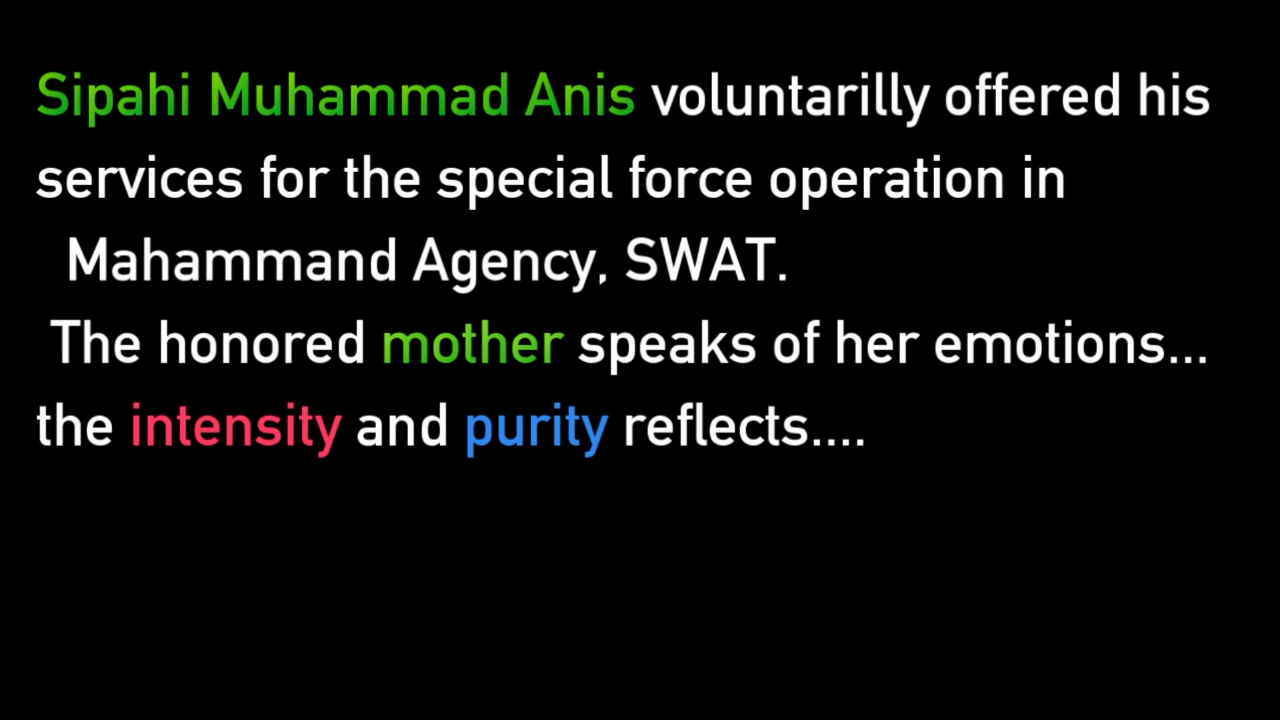 Sipahi Muhammad Anis voluntarilly offered his
services for the special force operation in
Mahammand Agency, SWAT.
The honored mother speaks of her emotions...
the intensity and purity reflects....